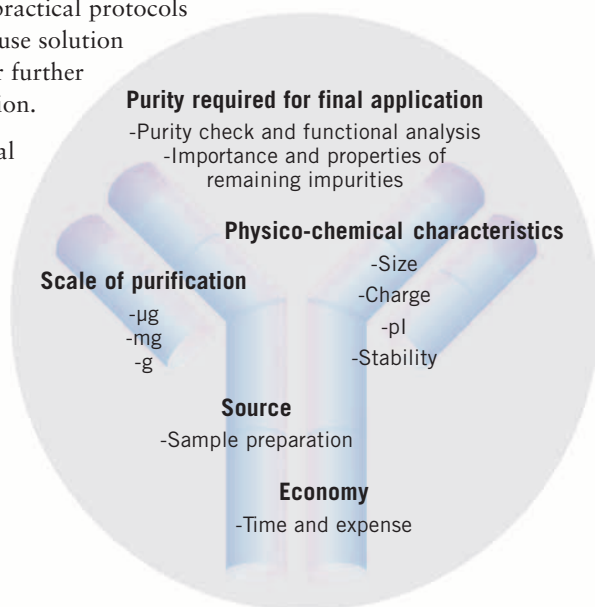 practical protocols
use solution
r further
ion.
al
Purity required for final application
-Purity check and functional analysis
-Importance and properties of
remaining impurities
Physico-chemical characteristics
-Size
-Charge
-pI
-Stability
Scale of purification
-µg
-mg
-g
Source
-Sample preparation
Economy
-Time and expense